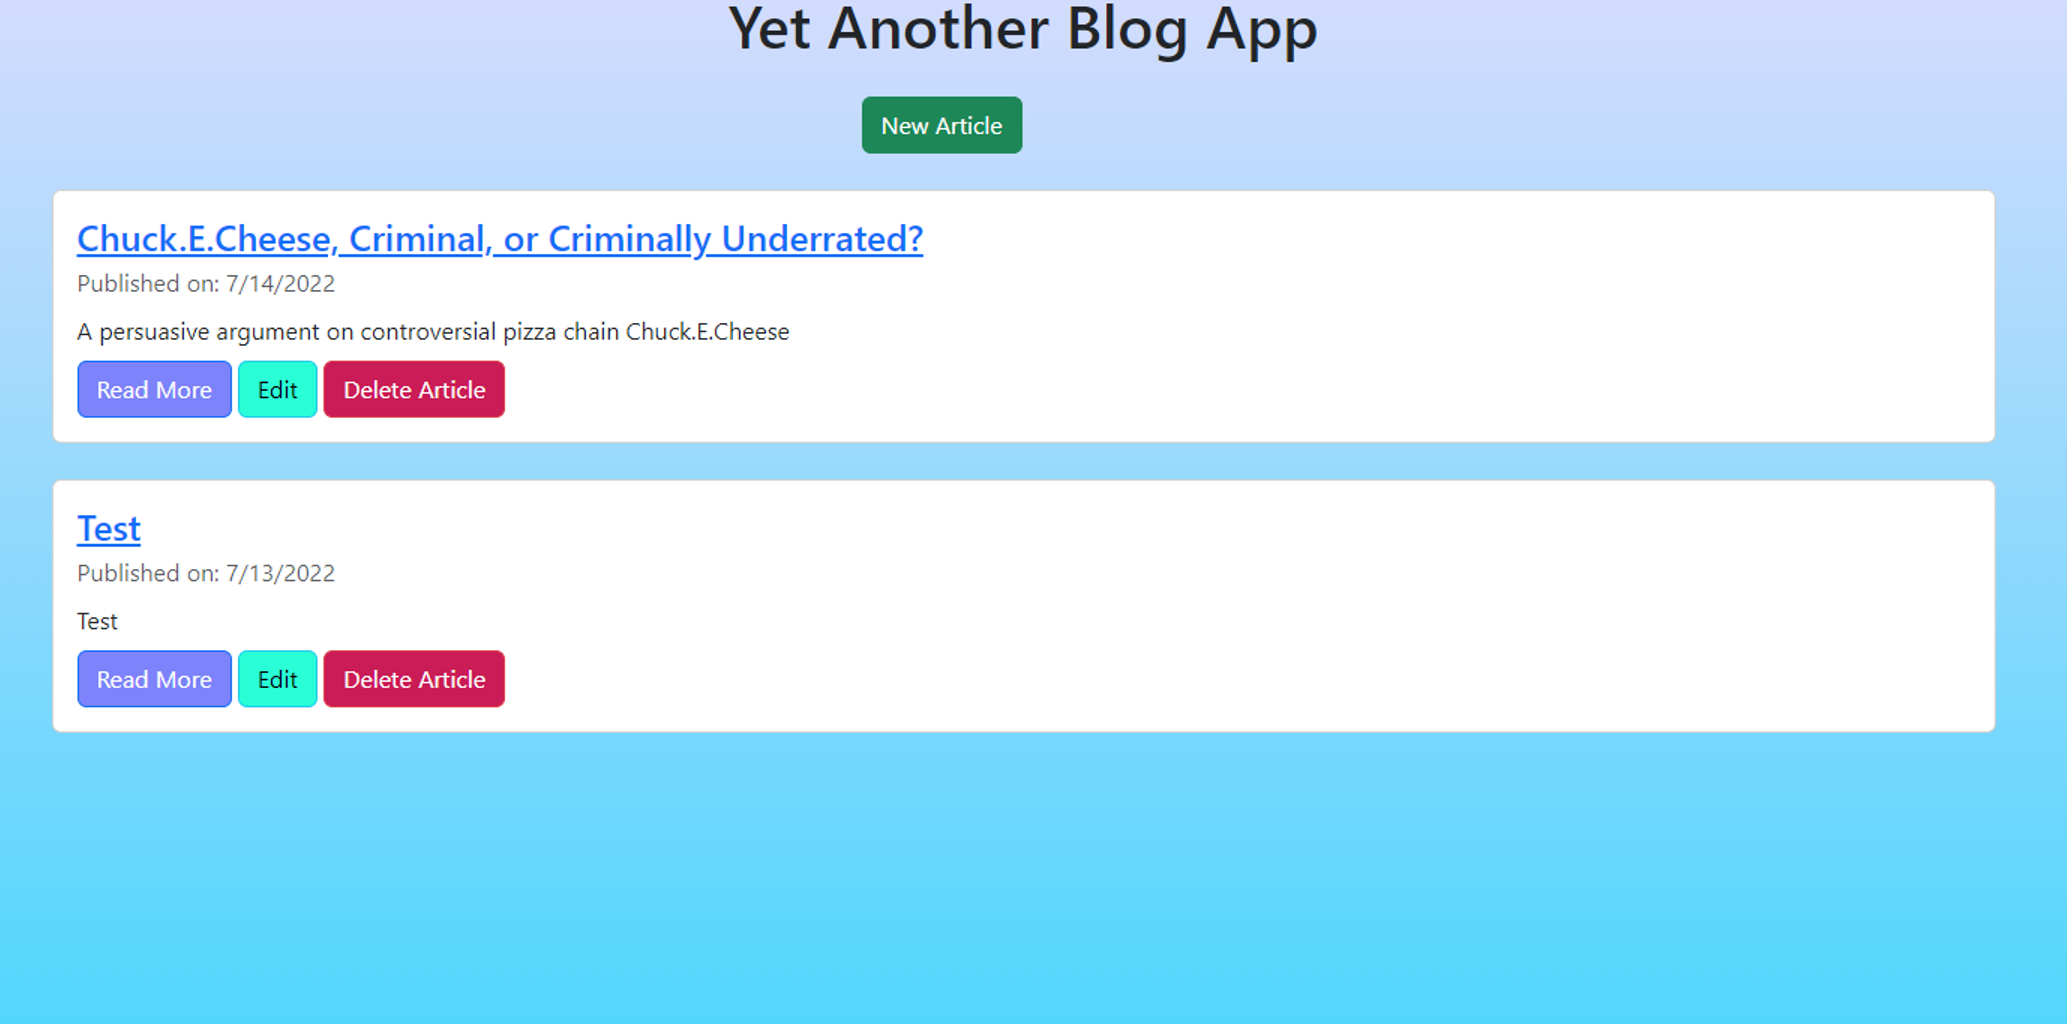 Yet Another Blog App
New Article
Chuck.E.Cheese, Criminal, or Criminally Underrated?
Published on: 7/14/2022
A persuasive argument on controversial pizza chain Chuck.E.Cheese
Read More Edit Delete Article
Test
Published on: 7/13/2022
Test
Read More Edit Delete Article